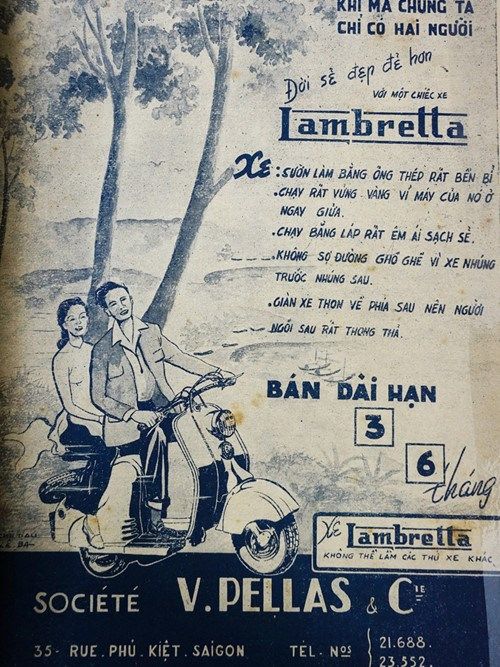 KHI MÀ CHÚNG TA
CHỈ CÓ HAI NGƯỜI
Đời sẽ đẹp đẽ hơn
VỚI MỘT CHIẾC XE
Lambretta
XE: SƯỜN LÀM BẰNG ỐNG THÉP RẤT BỀN BỈ
. CHẠY RẤT VỮNG VÀNG VÌ MÁY CỦA NÓ Ở
NGAY GIỮA.
. CHẠY BẰNG LÁP RẤT ÊM ÁI SẠCH SẼ.
. KHÔNG SỢ ĐƯỜNG GHỒ GHỀ VÌ XE NHÚNG
TRƯỚC NHÚNG SAU.
. GIÀN XE THON VỀ PHÍA SAU NÊN NGƯỜI
NGỒI SAU RẤT THONG THẢ.
BÁN DÀI HẠN
3
6 tháng
XE Lambretta
KHÔNG THỂ LẦM CÁC THỨ XE KHÁC
SOCIÉTÉ V. PELLAS & CIE
35- RUE. PHÚ. KIỆT. SAIGON TEL- Nos { 21.688.
23.552